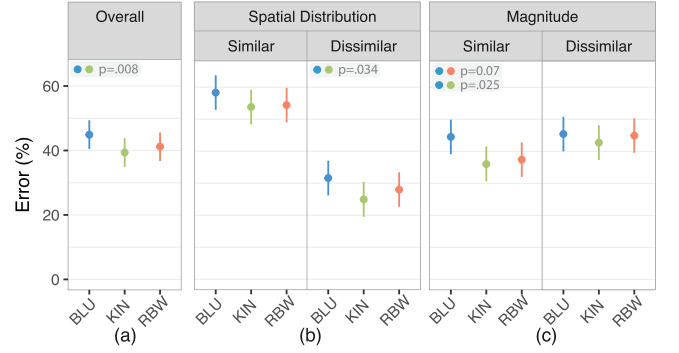 Overall
Spatial Distribution
Magnitude
Similar
Dissimilar
Similar
Dissimilar
p=.008
p=.034
p=0.07
p=.025
Error (%)
60
40
20
0
BLU
KIN
RBW
BLU
KIN
RBW
BLU
KIN
RBW
BLU
KIN
RBW
BLU
KIN
RBW
(a)
(b)
(c)